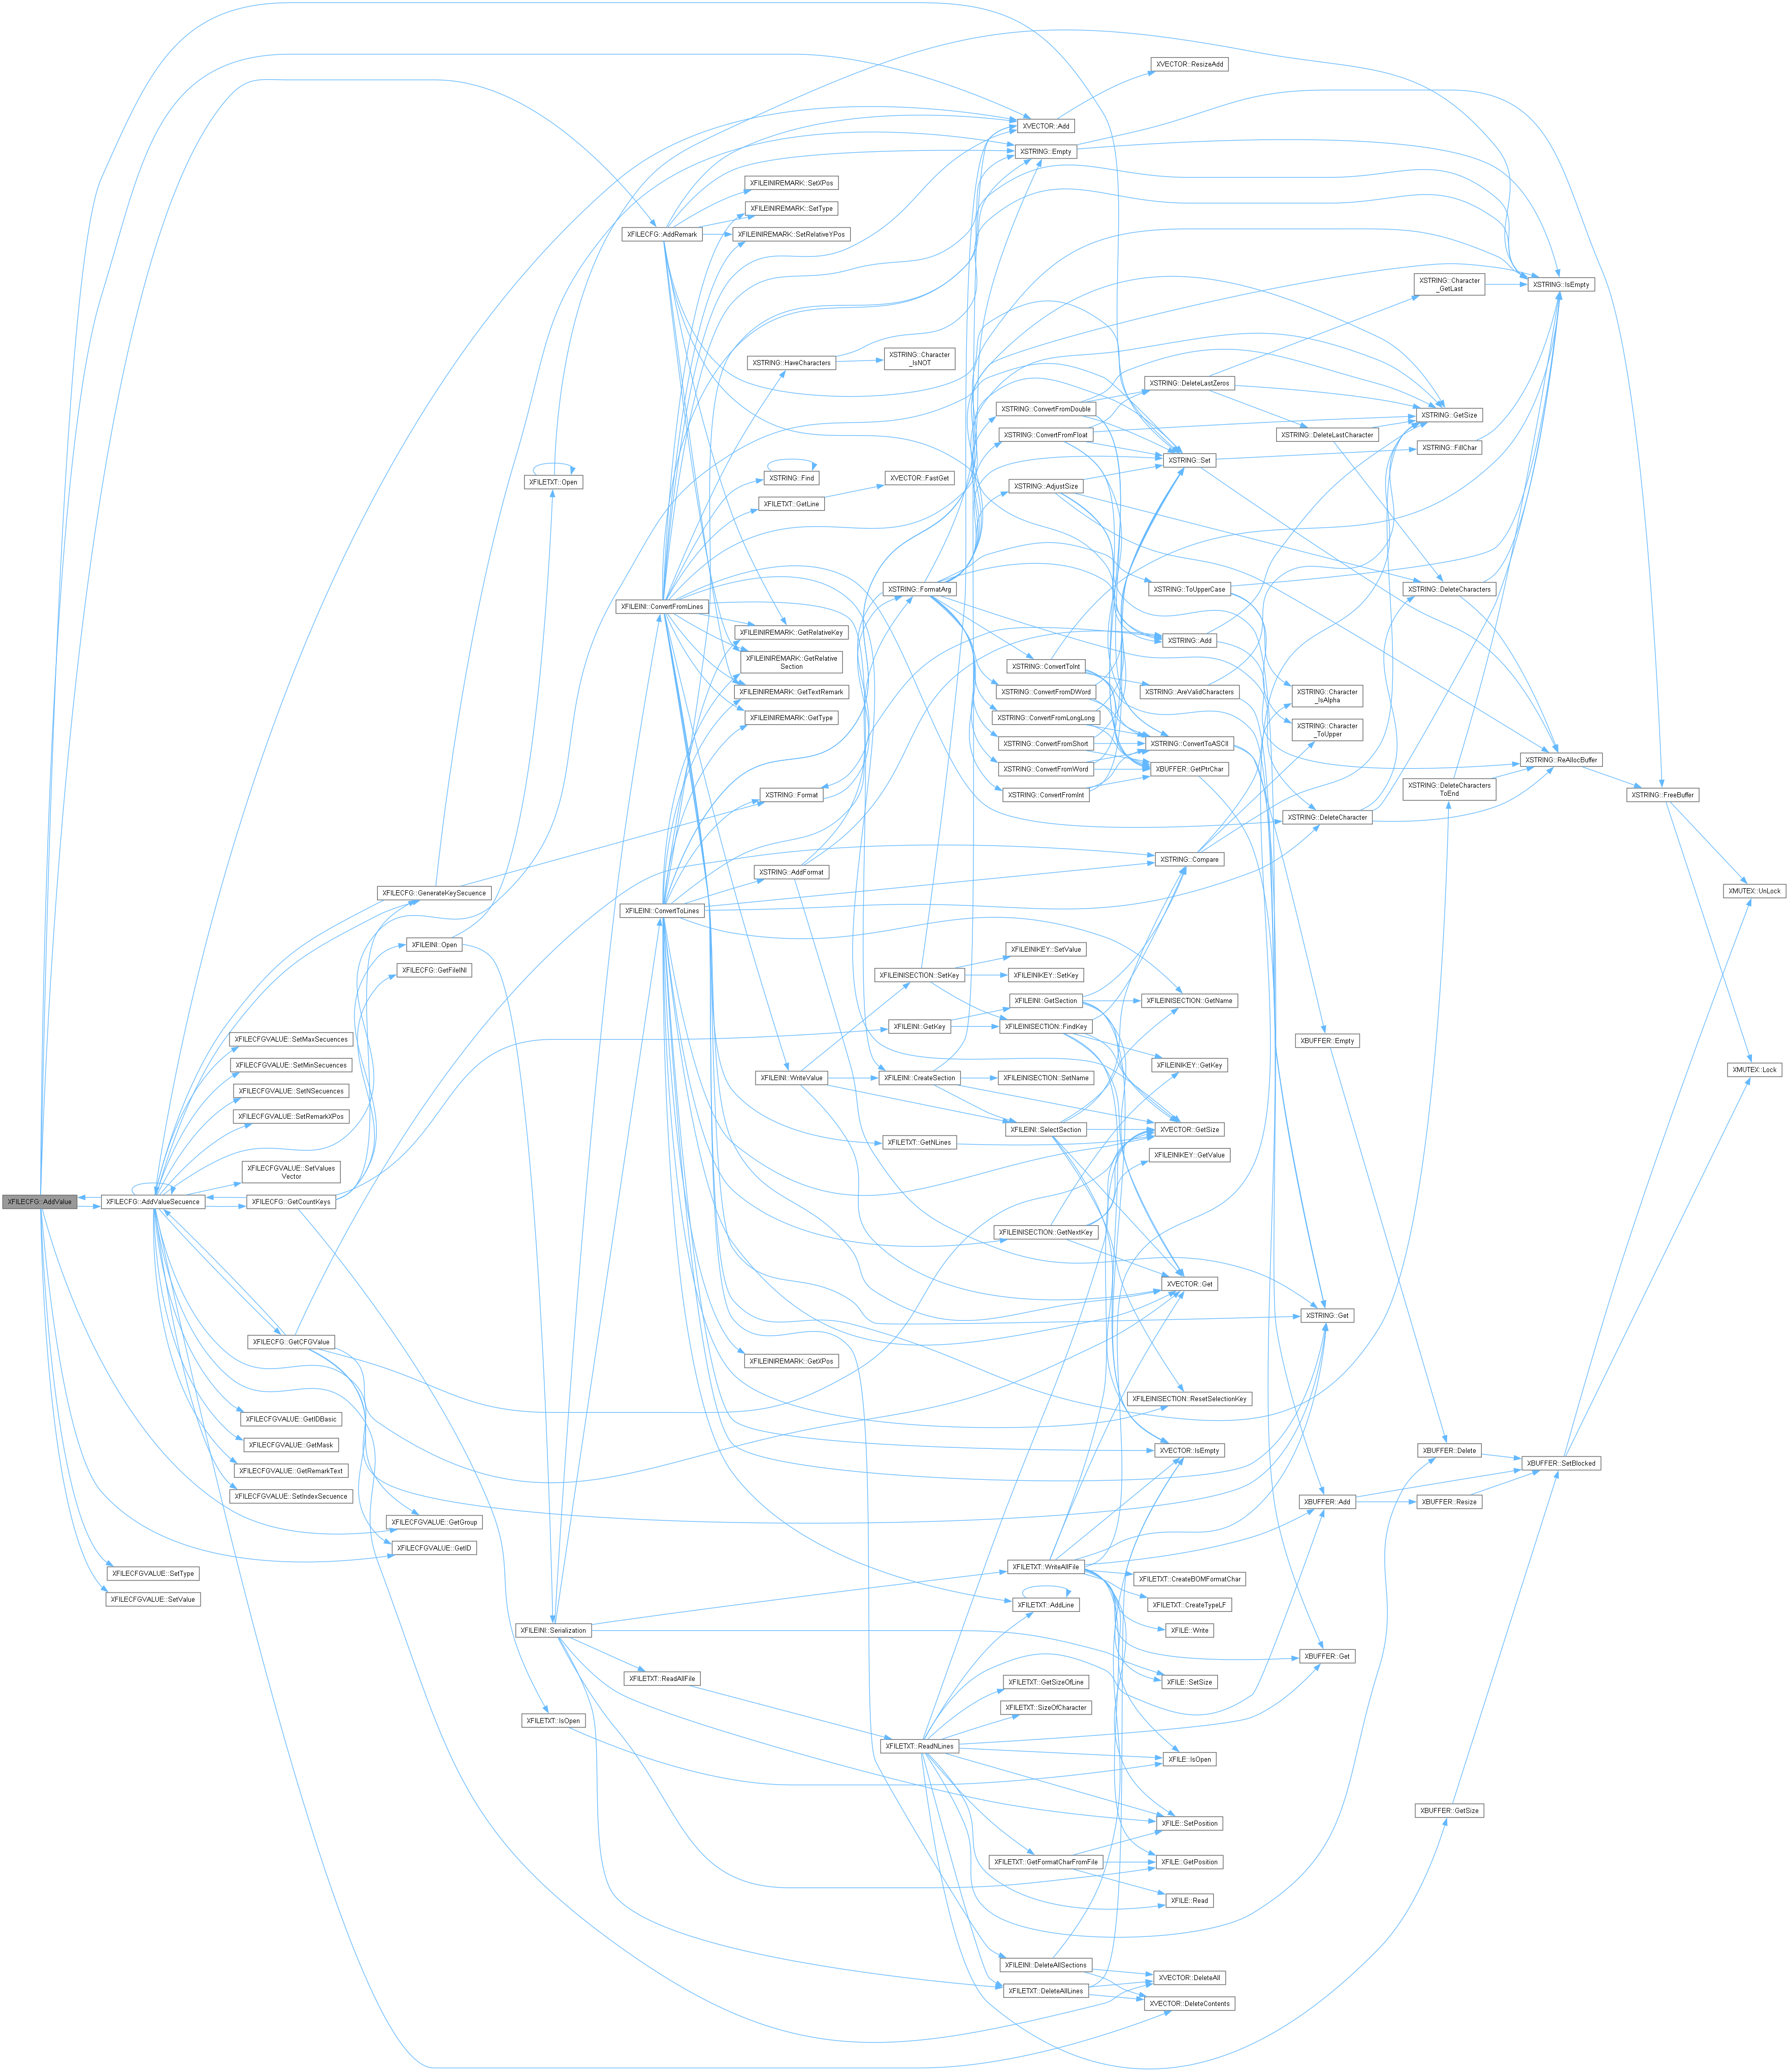 XVECTOR::ResizeAdd
XVECTOR::Add
XSTRING::Empty
XFILEINIREMARK::SetXPos
XFILEINIREMARK::SetType
XFILECFG::AddRemark
XFILEINIREMARK::SetRelativeYPos
XSTRING::Character
_GetLast
XSTRING::IsEmpty
XSTRING::HaveCharacters
XSTRING::Character
_IsNOT
XSTRING::DeleteLastZeros
XSTRING::ConvertFromDouble
XSTRING::GetSize
XSTRING::ConvertFromFloat
XSTRING::DeleteLastCharacter
XSTRING::FillChar
XSTRING::Set
XFILETXT::Open
XSTRING::Find
XVECTOR::FastGet
XSTRING::AdjustSize
XFILETXT::GetLine
XSTRING::FormatArg
XSTRING::ToUpperCase
XSTRING::DeleteCharacters
XFILEINI::ConvertFromLines
XFILEINIREMARK::GetRelativeKey
XSTRING::Add
XFILEINIREMARK::GetRelative
Section
XSTRING::ConvertToInt
XFILEINIREMARK::GetTextRemark
XSTRING::ConvertFromDWord
XSTRING::AreValidCharacters
XSTRING::Character
_IsAlpha
XFILEINIREMARK::GetType
XSTRING::ConvertFromLongLong
XSTRING::Character
_ToUpper
XSTRING::ConvertFromShort
XSTRING::ConvertToASCII
XSTRING::ReAllocBuffer
XSTRING::ConvertFromWord
XBUFFER::GetPtrChar
XSTRING::DeleteCharacters
ToEnd
XSTRING::Format
XSTRING::ConvertFromInt
XSTRING::FreeBuffer
XSTRING::DeleteCharacter
XSTRING::Compare
XSTRING::AddFormat
XFILECFG::GenerateKeySecuence
XMUTEX::UnLock
XFILEINI::ConvertToLines
XFILEINI::Open
XFILEINIKEY::SetValue
XFILECFG::GetFileINI
XFILEINISECTION::SetKey
XFILEINIKEY::SetKey
XFILEINI::GetSection
XFILEINISECTION::GetName
XFILEINI::GetKey
XFILEINISECTION::FindKey
XFILECFGVALUE::SetMaxSecuences
XBUFFER::Empty
XFILECFGVALUE::SetMinSecuences
XFILEINIKEY::GetKey
XMUTEX::Lock
XFILEINI::WriteValue
XFILEINI::CreateSection
XFILEINISECTION::SetName
XFILECFGVALUE::SetNSecuences
XFILECFGVALUE::SetRemarkXPos
XFILEINI::SelectSection
XVECTOR::GetSize
XFILETXT::GetNLines
XFILEINIKEY::GetValue
XFILECFGVALUE::SetValues
Vector
XFILECFG::AddValue
XFILECFG::AddValueSecuence
XFILECFG::GetCountKeys
XFILEINISECTION::GetNextKey
XVECTOR::Get
XSTRING::Get
XFILECFG::GetCFGValue
XFILEINIREMARK::GetXPos
XFILEINISECTION::ResetSelectionKey
XFILECFGVALUE::GetIDBasic
XFILECFGVALUE::GetMask
XVECTOR::IsEmpty
XBUFFER::Delete
XFILECFGVALUE::GetRemarkText
XBUFFER::SetBlocked
XFILECFGVALUE::SetIndexSecuence
XBUFFER::Add
XBUFFER::Resize
XFILECFGVALUE::GetGroup
XFILECFGVALUE::GetID
XFILETXT::WriteAllFile
XFILECFGVALUE::SetType
XFILETXT::CreateBOMFormatChar
XFILECFGVALUE::SetValue
XFILETXT::AddLine
XFILETXT::CreateTypeLF
XFILEINI::Serialization
XFILE::Write
XBUFFER::Get
XFILETXT::ReadAllFile
XFILETXT::GetSizeOfLine
XFILE::SetSize
XFILETXT::SizeOfCharacter
XFILETXT::IsOpen
XFILETXT::ReadNLines
XFILE::IsOpen
XBUFFER::GetSize
XFILE::SetPosition
XFILETXT::GetFormatCharFromFile
XFILE::GetPosition
XFILE::Read
XFILEINI::DeleteAllSections
XVECTOR::DeleteAll
XFILETXT::DeleteAllLines
XVECTOR::DeleteContents